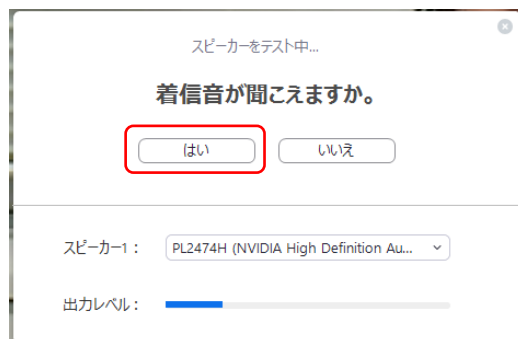 スピーカーをテスト中...
着信音が聞こえますか。
はい いいえ
スピーカー1： PL2474H (NVIDIA High Definition Au...
出力レベル：